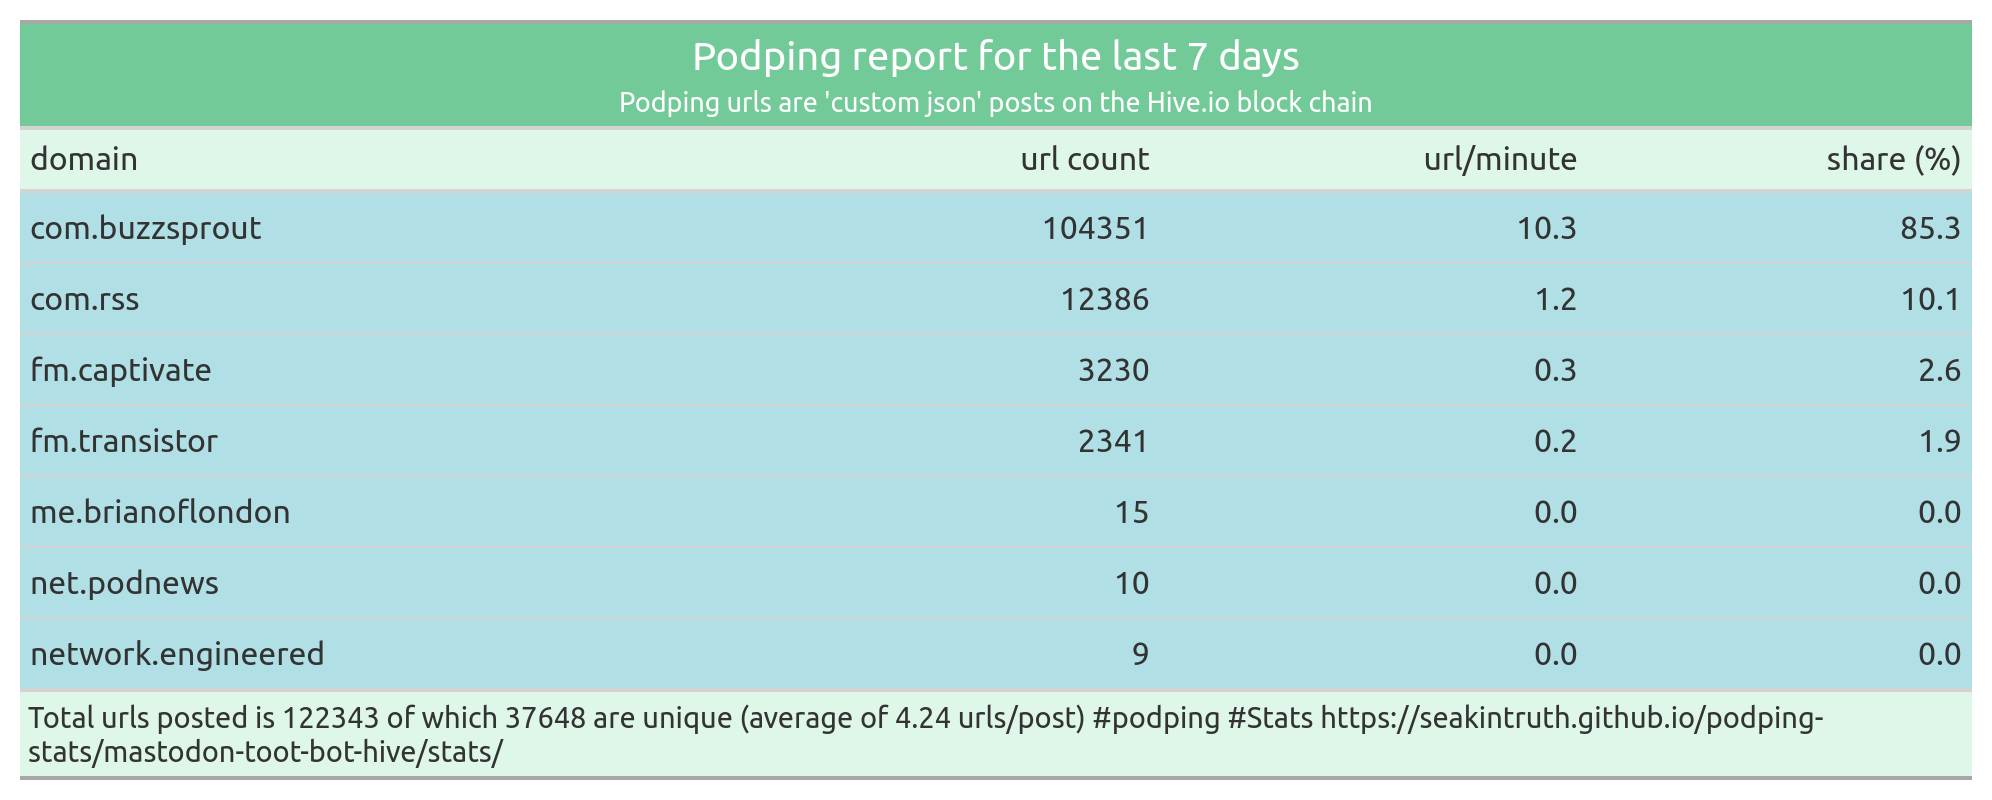 Podping report for the last 7 days
Podping urls are 'custom json' posts on the Hive.io block chain
domain url count url/minute share (%)
com.buzzsprout 104351 10.3 85.3
com.rss 12386 1.2 10.1
fm.captivate 3230 0.3 2.6
fm.transistor 2341 0.2 1.9
me.brianoflondon 15 0.0 0.0
net.podnews 10 0.0 0.0
network.engineered 9 0.0 0.0
Total urls posted is 122343 of which 37648 are unique (average of 4.24 urls/post) #podping #Stats https://seakintruth.github.io/podping-
stats/mastodon-toot-bot-hive/stats/